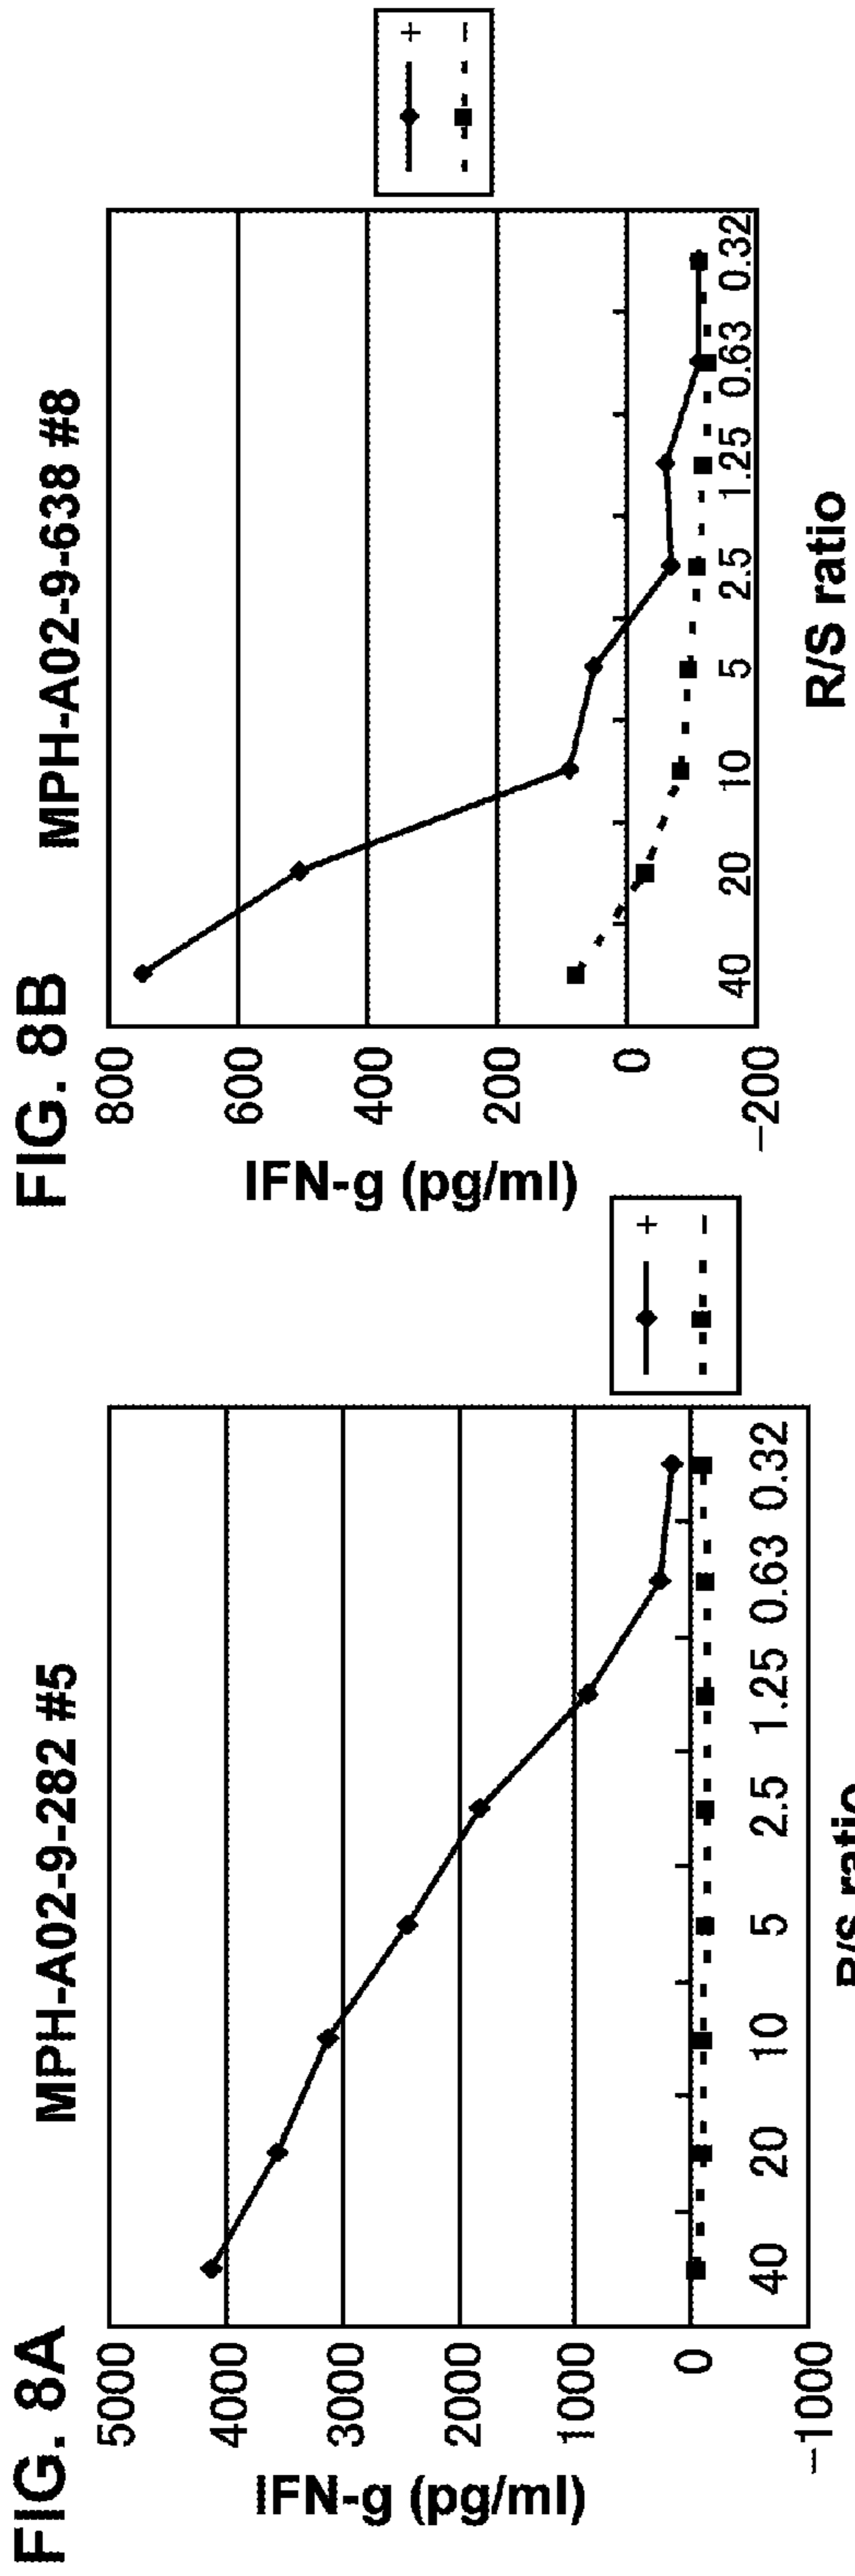 FIG. 8A
MPH-A02-9-282 #5
IFN-g (pg/ml)
5000
4000
3000
2000
1000
0
−1000
40 20 10 5 2.5 1.25 0.63 0.32
R/S ratio
+
−
FIG. 8B
MPH-A02-9-638 #8
IFN-g (pg/ml)
800
600
400
200
0
−200
40 20 10 5 2.5 1.25 0.63 0.32
R/S ratio
+
−